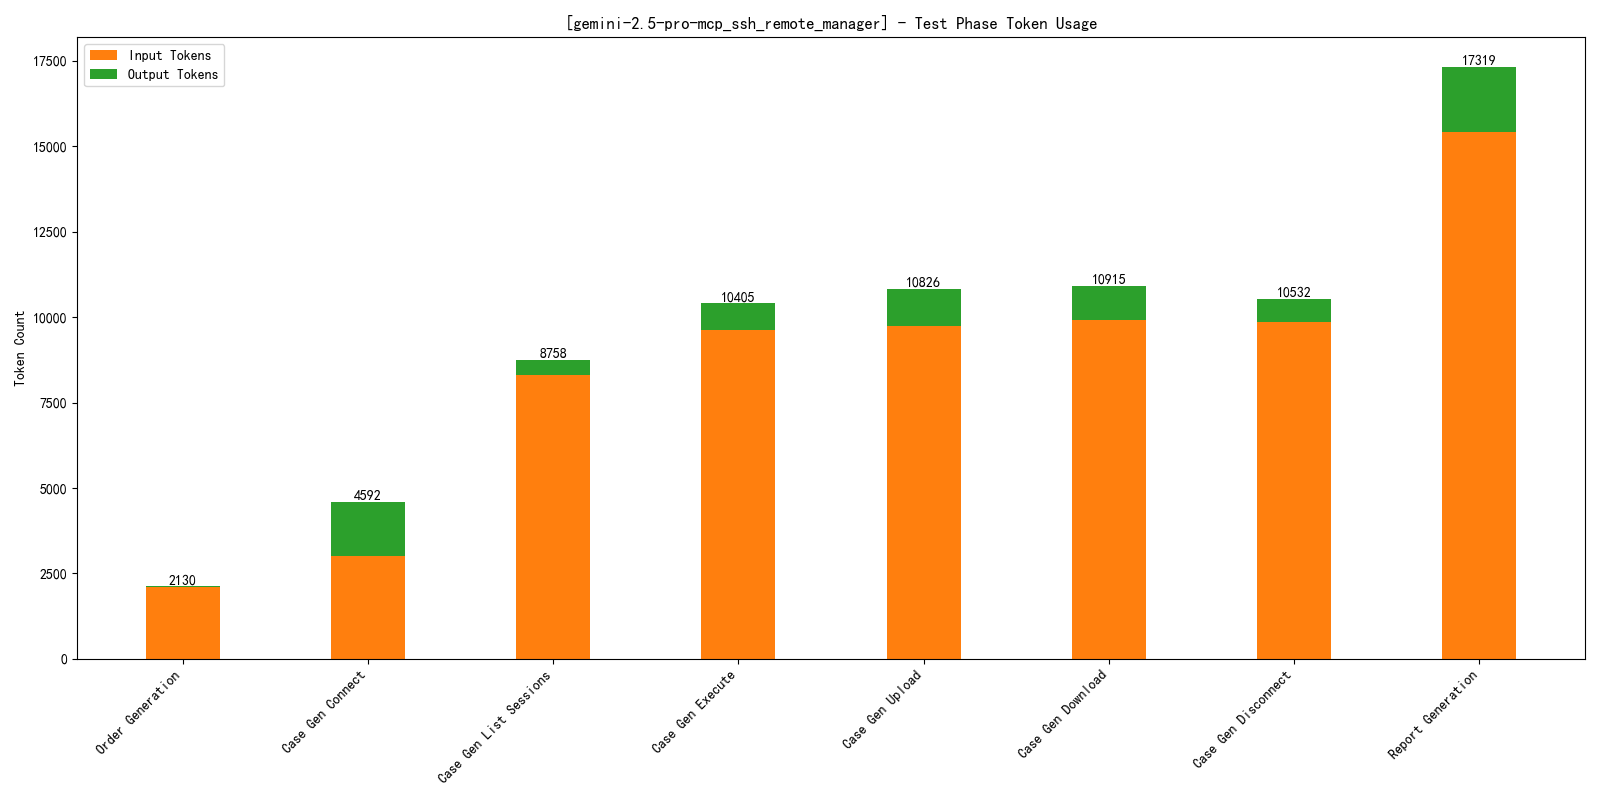 [gemini-2.5-pro-mcp_ssh_remote_manager] - Test Phase Token Usage
Input Tokens
Output Tokens
Token Count
17500
15000
12500
10000
7500
5000
2500
0
2130
4592
8758
10405
10826
10915
10532
17319
Order Generation
Case Gen Connect
Case Gen List Sessions
Case Gen Execute
Case Gen Upload
Case Gen Download
Case Gen Disconnect
Report Generation